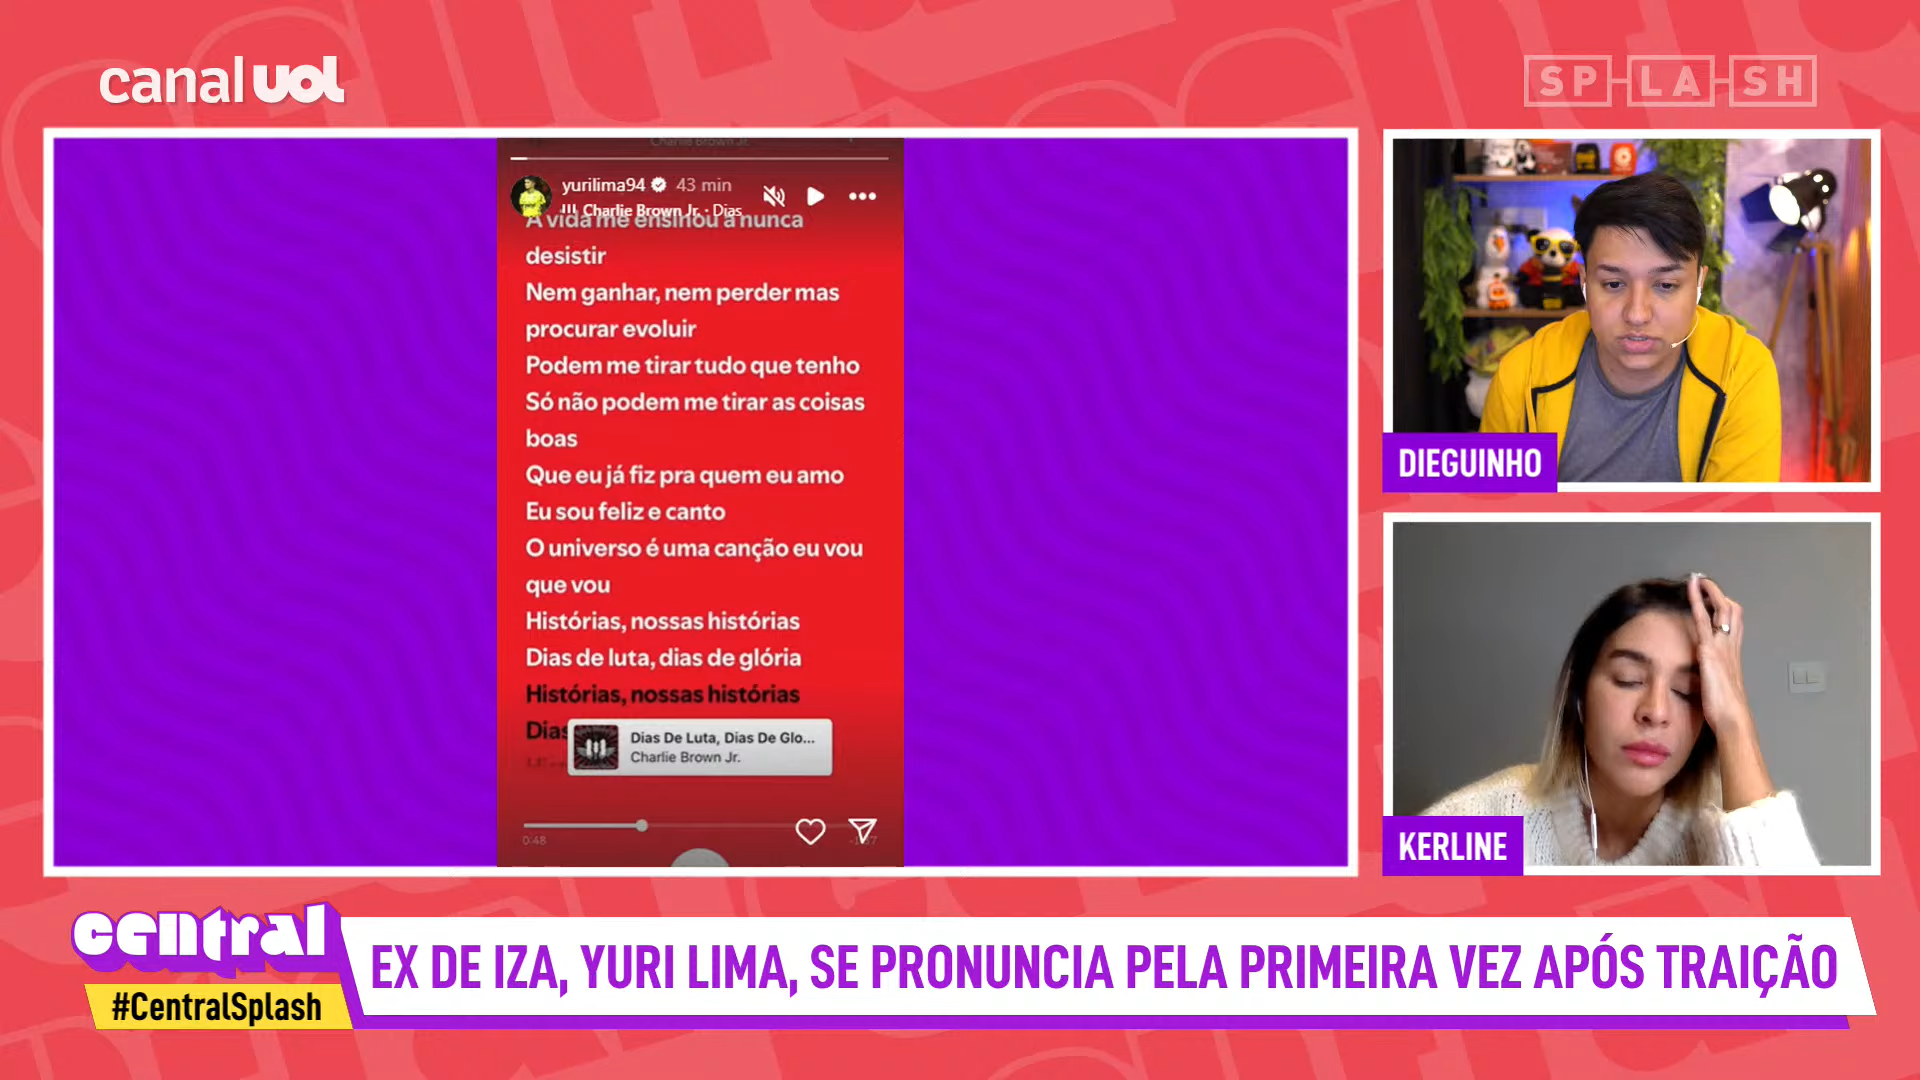 canal UOL
SPLASH
Charlie Brown Jr.
yurilima94 43 min
Charlie Brown Jr. · Dias
A vida me ensinou a nunca
desistir
Nem ganhar, nem perder mas
procurar evoluir
Podem me tirar tudo que tenho
Só não podem me tirar as coisas
boas
Que eu já fiz pra quem eu amo
Eu sou feliz e canto
O universo é uma canção eu vou
que vou
Histórias, nossas histórias
Dias de luta, dias de glória
Histórias, nossas histórias
Dias
Dias De Luta, Dias De Glo...
Charlie Brown Jr.
0:48
DIEGUINHO
KERLINE
central
#CentralSplash
EX DE IZA, YURI LIMA, SE PRONUNCIA PELA PRIMEIRA VEZ APÓS TRAIÇÃO